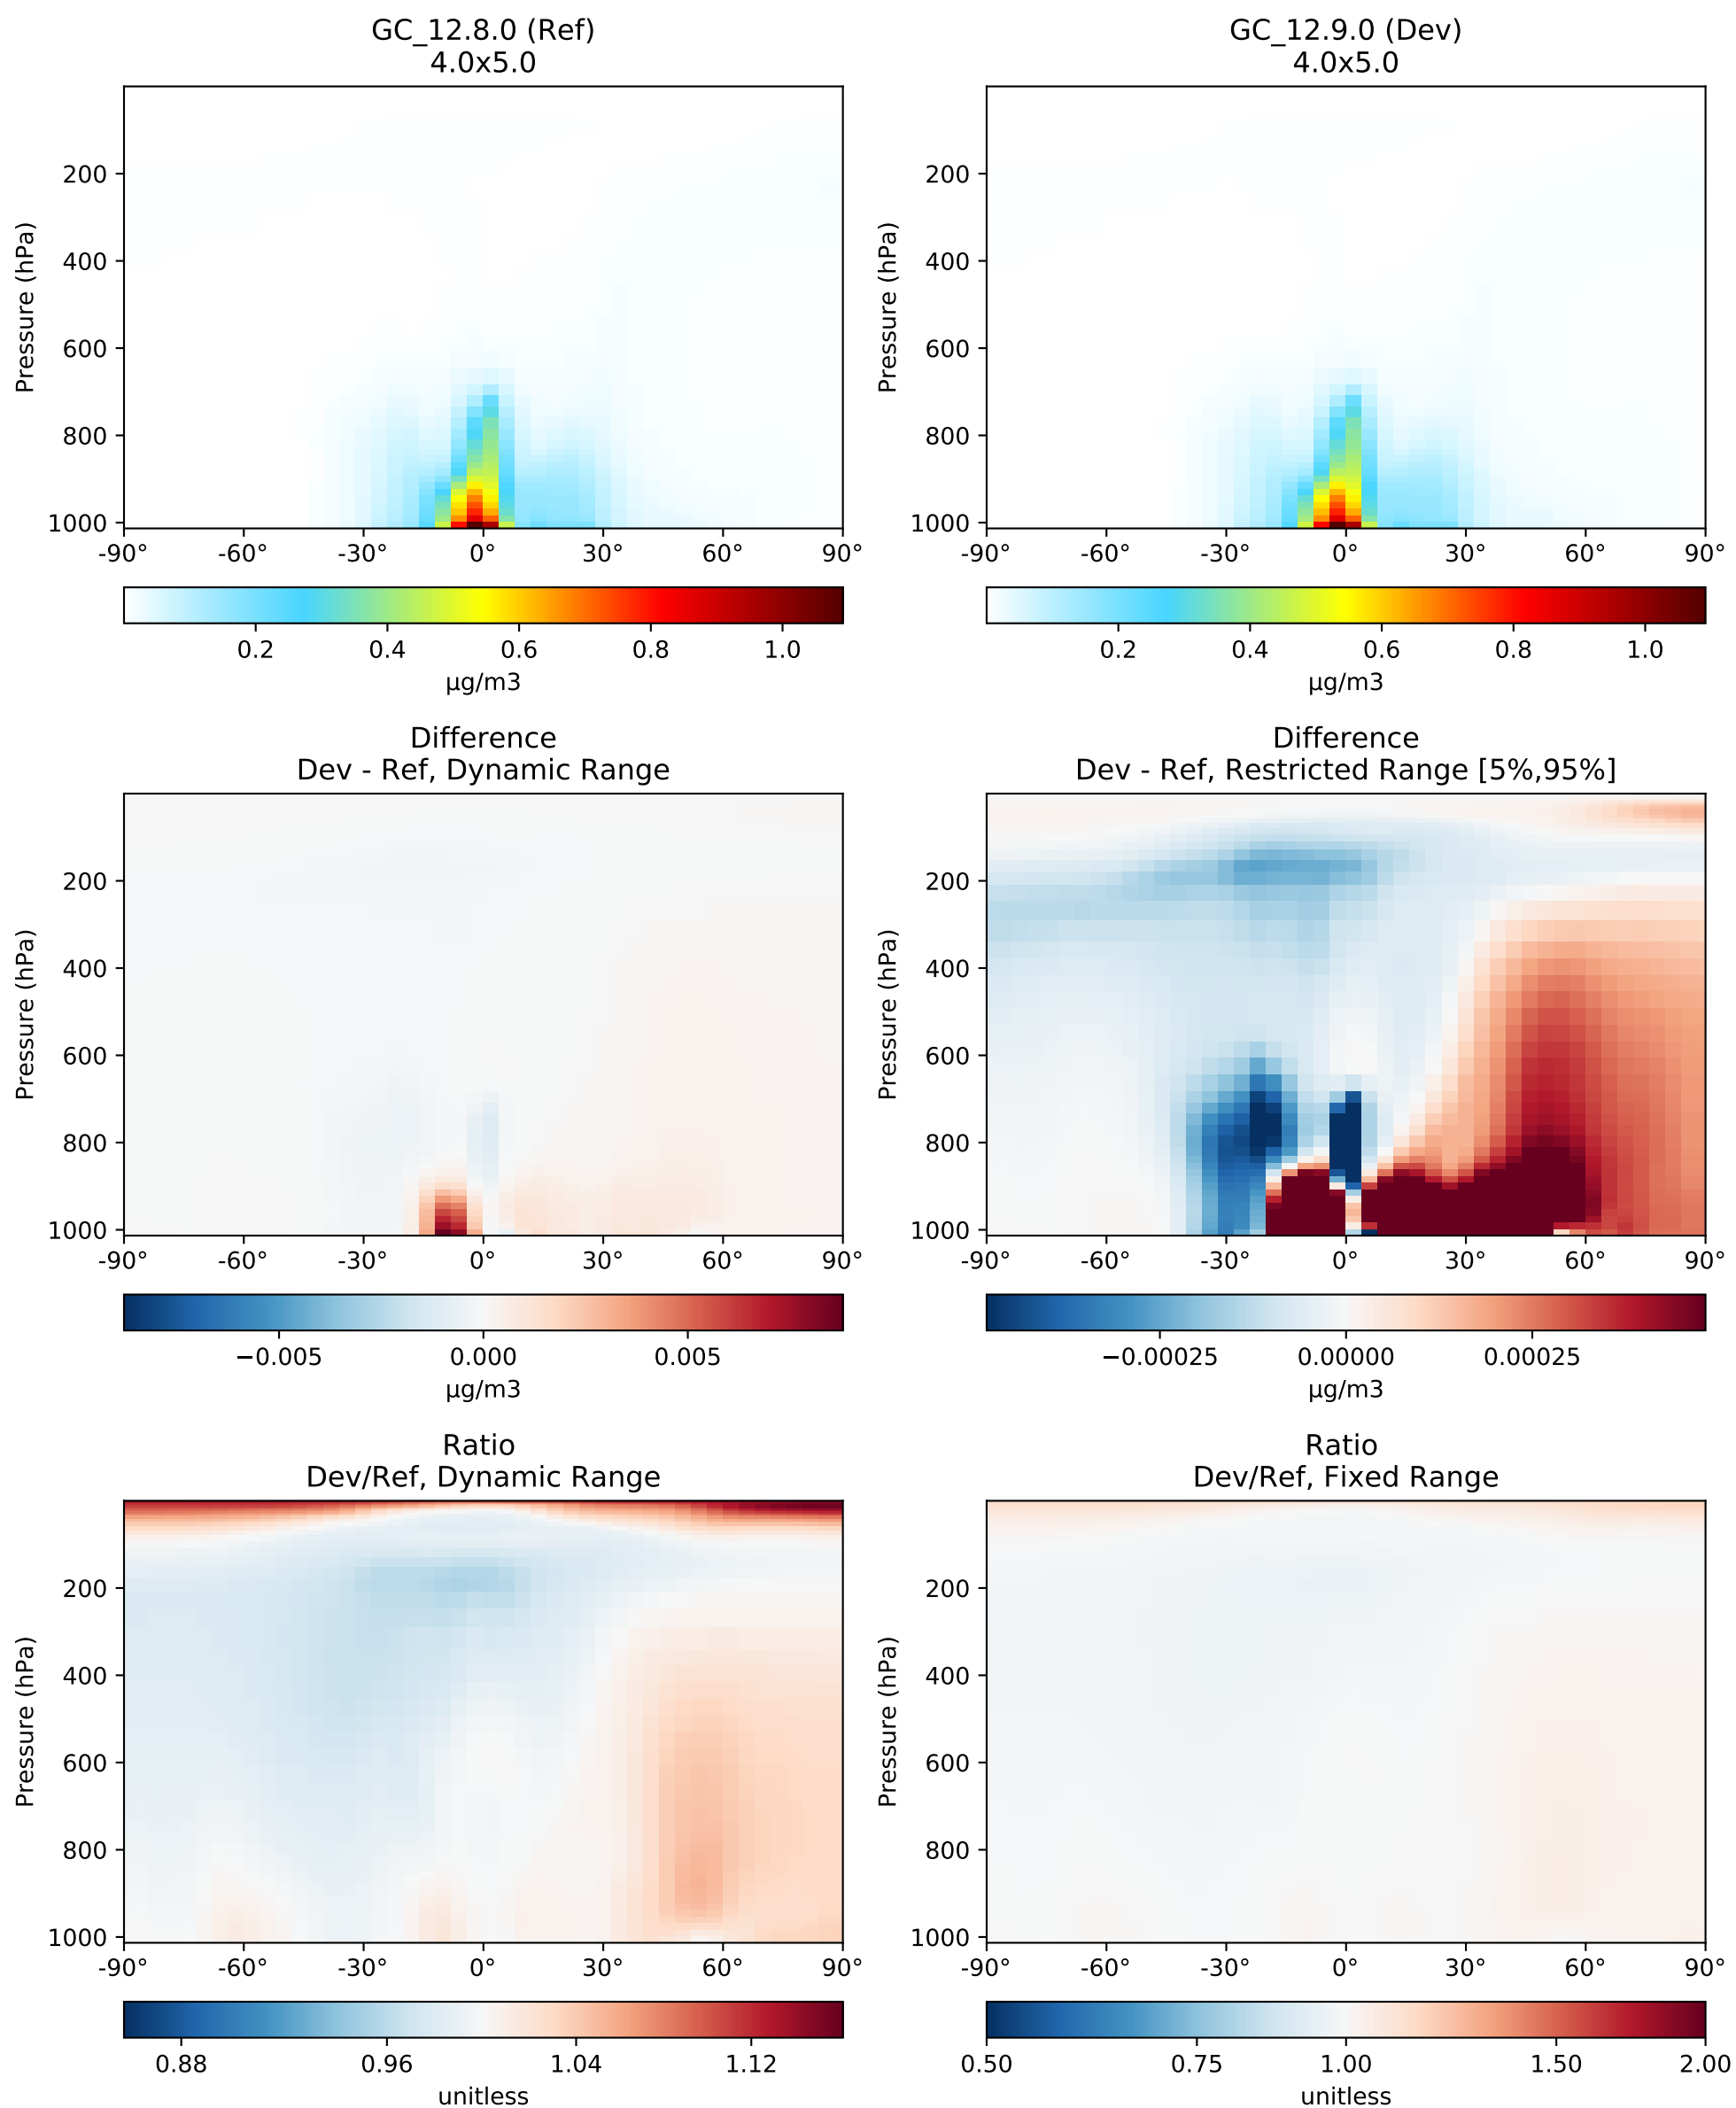 GC_12.8.0 (Ref)
4.0x5.0
Pressure (hPa)
200
400
600
800
1000
-90° -60° -30° 0° 30° 60° 90°
0.2 0.4 0.6 0.8 1.0
µg/m3
GC_12.9.0 (Dev)
4.0x5.0
Pressure (hPa)
200
400
600
800
1000
-90° -60° -30° 0° 30° 60° 90°
0.2 0.4 0.6 0.8 1.0
µg/m3
Difference
Dev - Ref, Dynamic Range
Pressure (hPa)
200
400
600
800
1000
-90° -60° -30° 0° 30° 60° 90°
−0.005 0.000 0.005
µg/m3
Difference
Dev - Ref, Restricted Range [5%,95%]
Pressure (hPa)
200
400
600
800
1000
-90° -60° -30° 0° 30° 60° 90°
−0.00025 0.00000 0.00025
µg/m3
Ratio
Dev/Ref, Dynamic Range
Pressure (hPa)
200
400
600
800
1000
-90° -60° -30° 0° 30° 60° 90°
0.88 0.96 1.04 1.12
unitless
Ratio
Dev/Ref, Fixed Range
Pressure (hPa)
200
400
600
800
1000
-90° -60° -30° 0° 30° 60° 90°
0.50 0.75 1.00 1.50 2.00
unitless